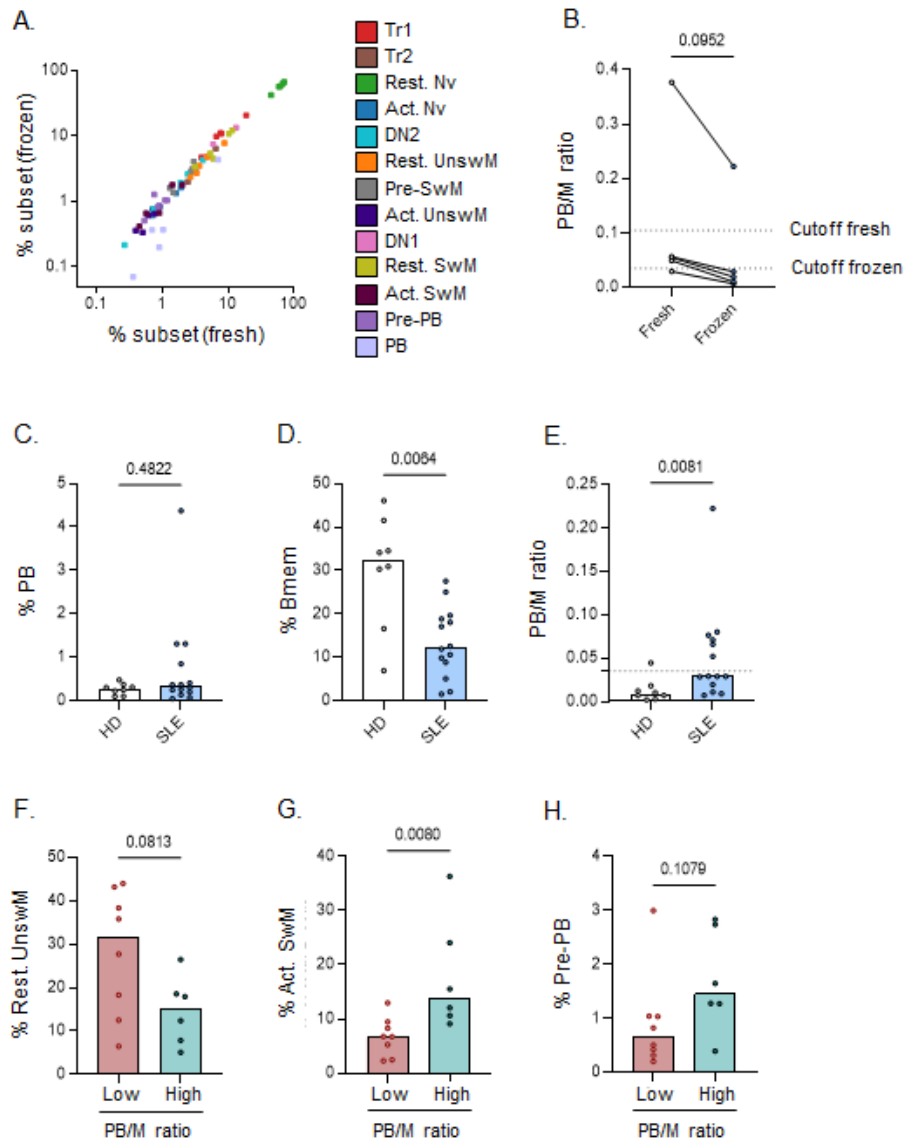 A.
% subset (frozen)
100
10
1
0.1
0.1
1
10
100
% subset (fresh)
Tr1
Tr2
Rest. Nv
Act. Nv
DN2
Rest. UnswM
Pre-SwM
Act. UnswM
DN1
Rest. SwM
Act. SwM
Pre-PB
PB
B.
0.0952
PB/M ratio
0.4
0.3
0.2
0.1
0.0
Cutoff fresh
Cutoff frozen
Fresh
Frozen
C.
0.4822
% PB
5
4
3
2
1
0
HD
SLE
D.
0.0064
% Bmem
50
40
30
20
10
0
HD
SLE
E.
0.0081
PB/M ratio
0.25
0.20
0.15
0.10
0.05
0.00
HD
SLE
F.
0.0813
% Rest. UnswM
50
40
30
20
10
0
Low
High
PB/M ratio
G.
0.0080
% Act. SwM
40
30
20
10
0
Low
High
PB/M ratio
H.
0.1079
% Pre-PB
4
3
2
1
0
Low
High
PB/M ratio